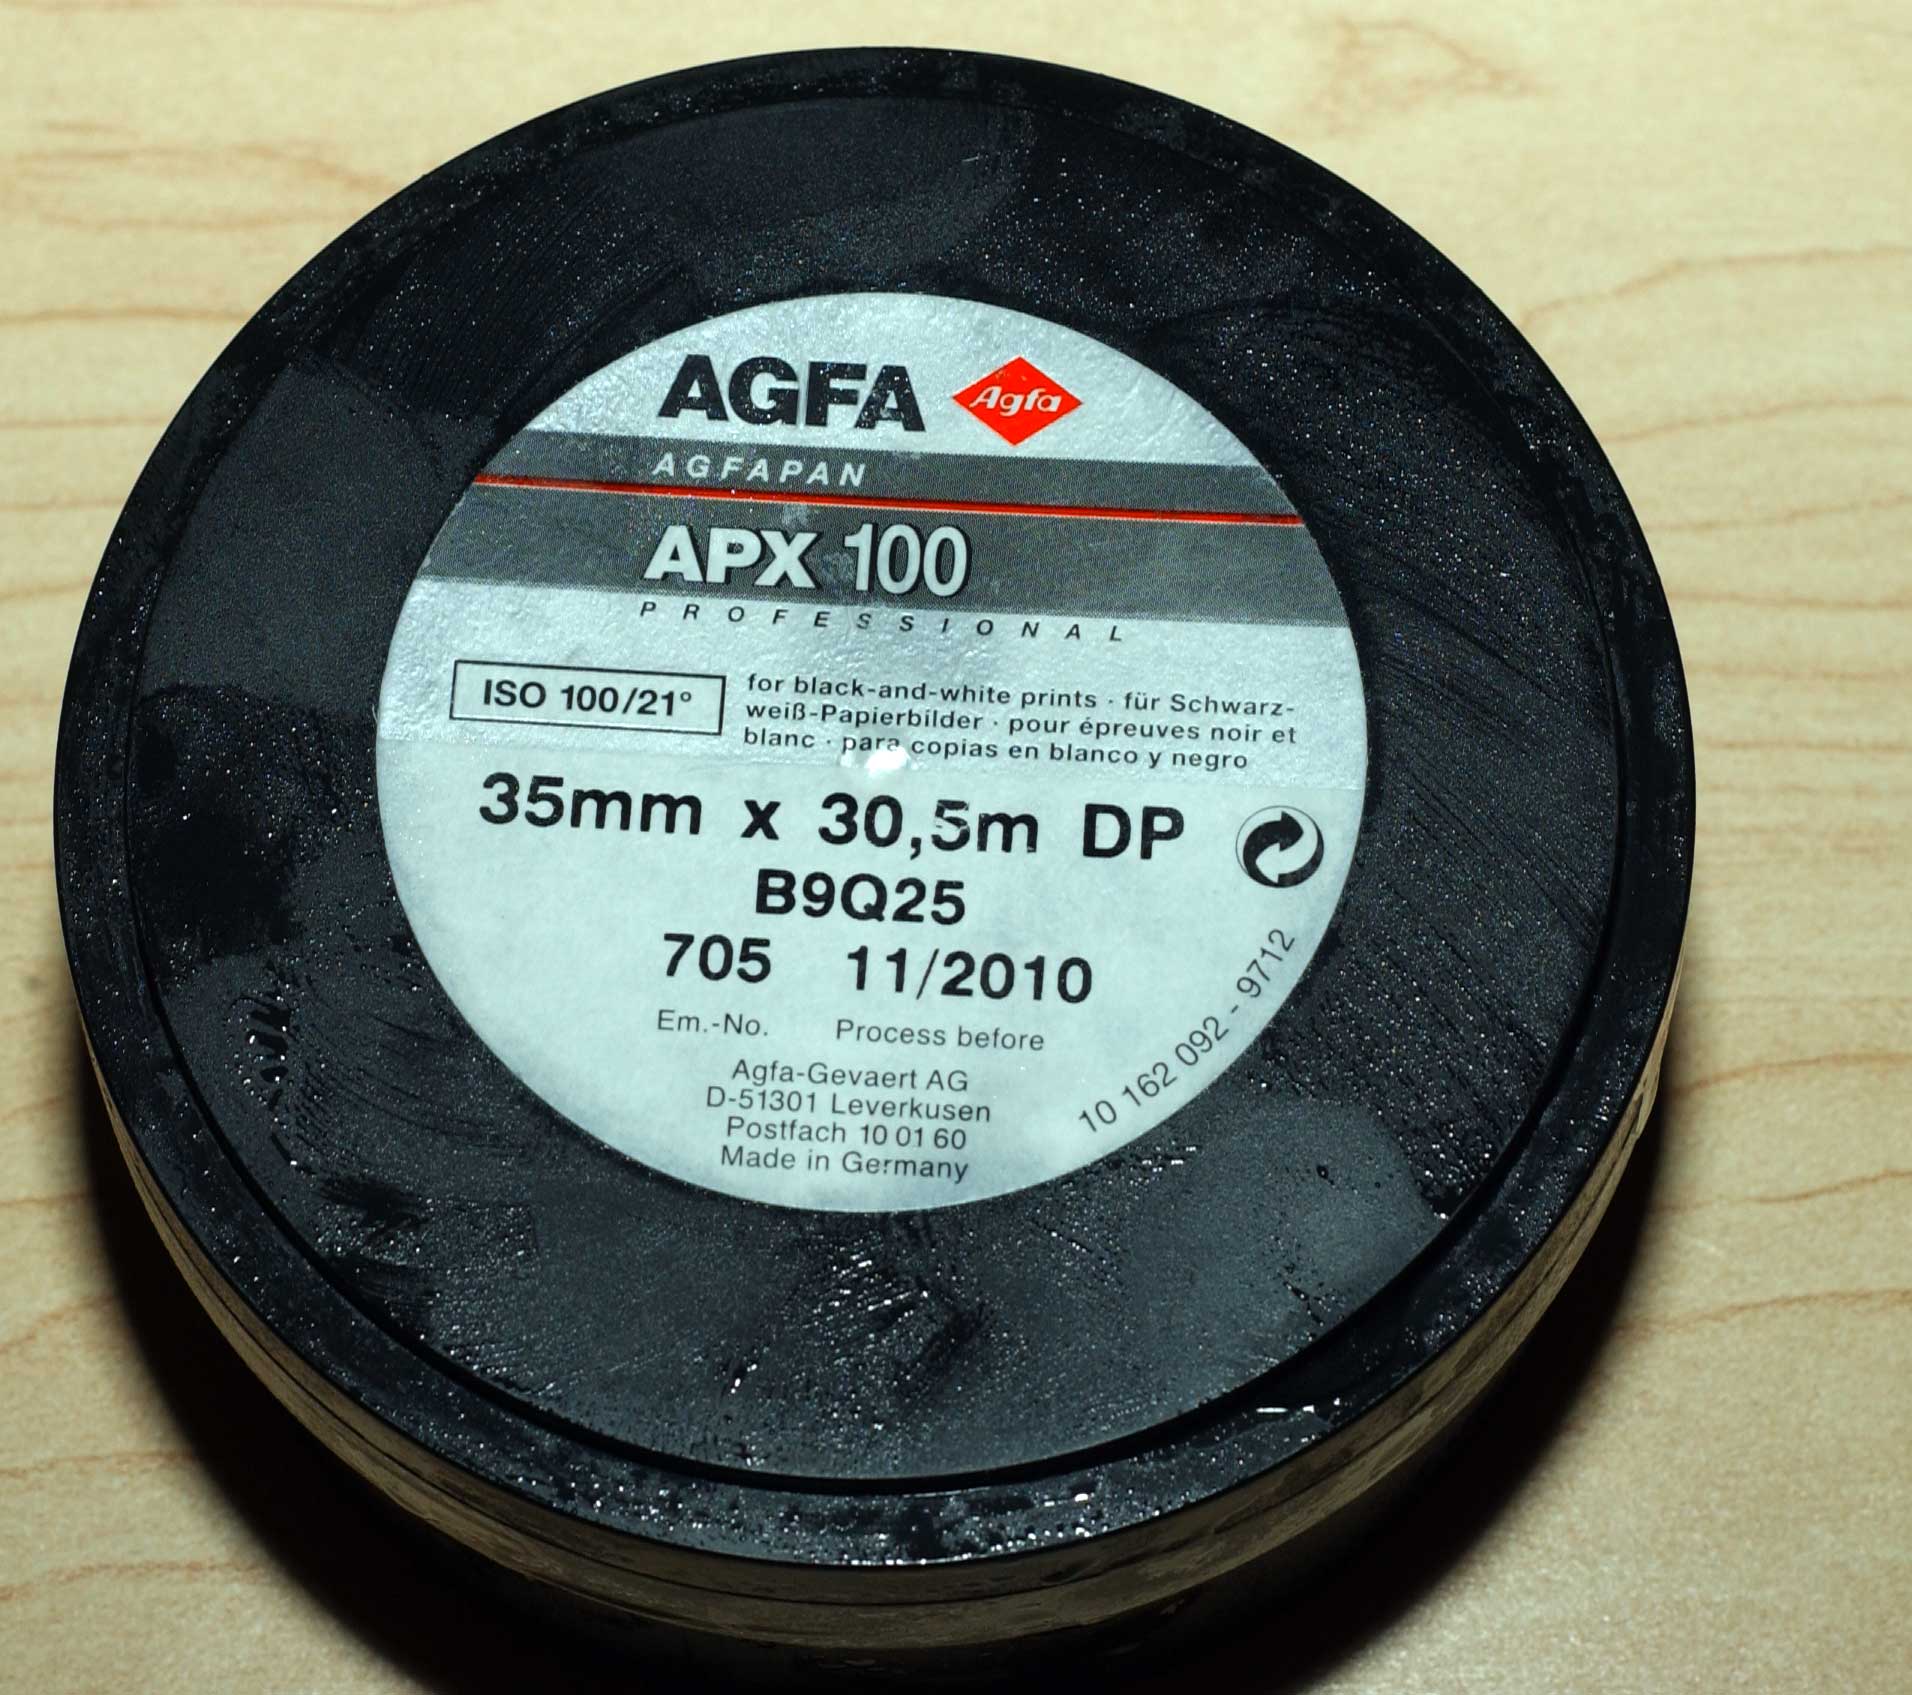 AGFA Agfa
AGFAPAN
APX 100
PROFESSIONAL
ISO 100/21°
for black-and-white prints · für Schwarz-
weiß-Papierbilder · pour épreuves noir et
blanc · para copias en blanco y negro
35mm x 30,5m DP
B9Q25
705 11/2010
Em.-No. Process before
Agfa-Gevaert AG
D-51301 Leverkusen
Postfach 10 01 60
Made in Germany
10 162 092 - 9712